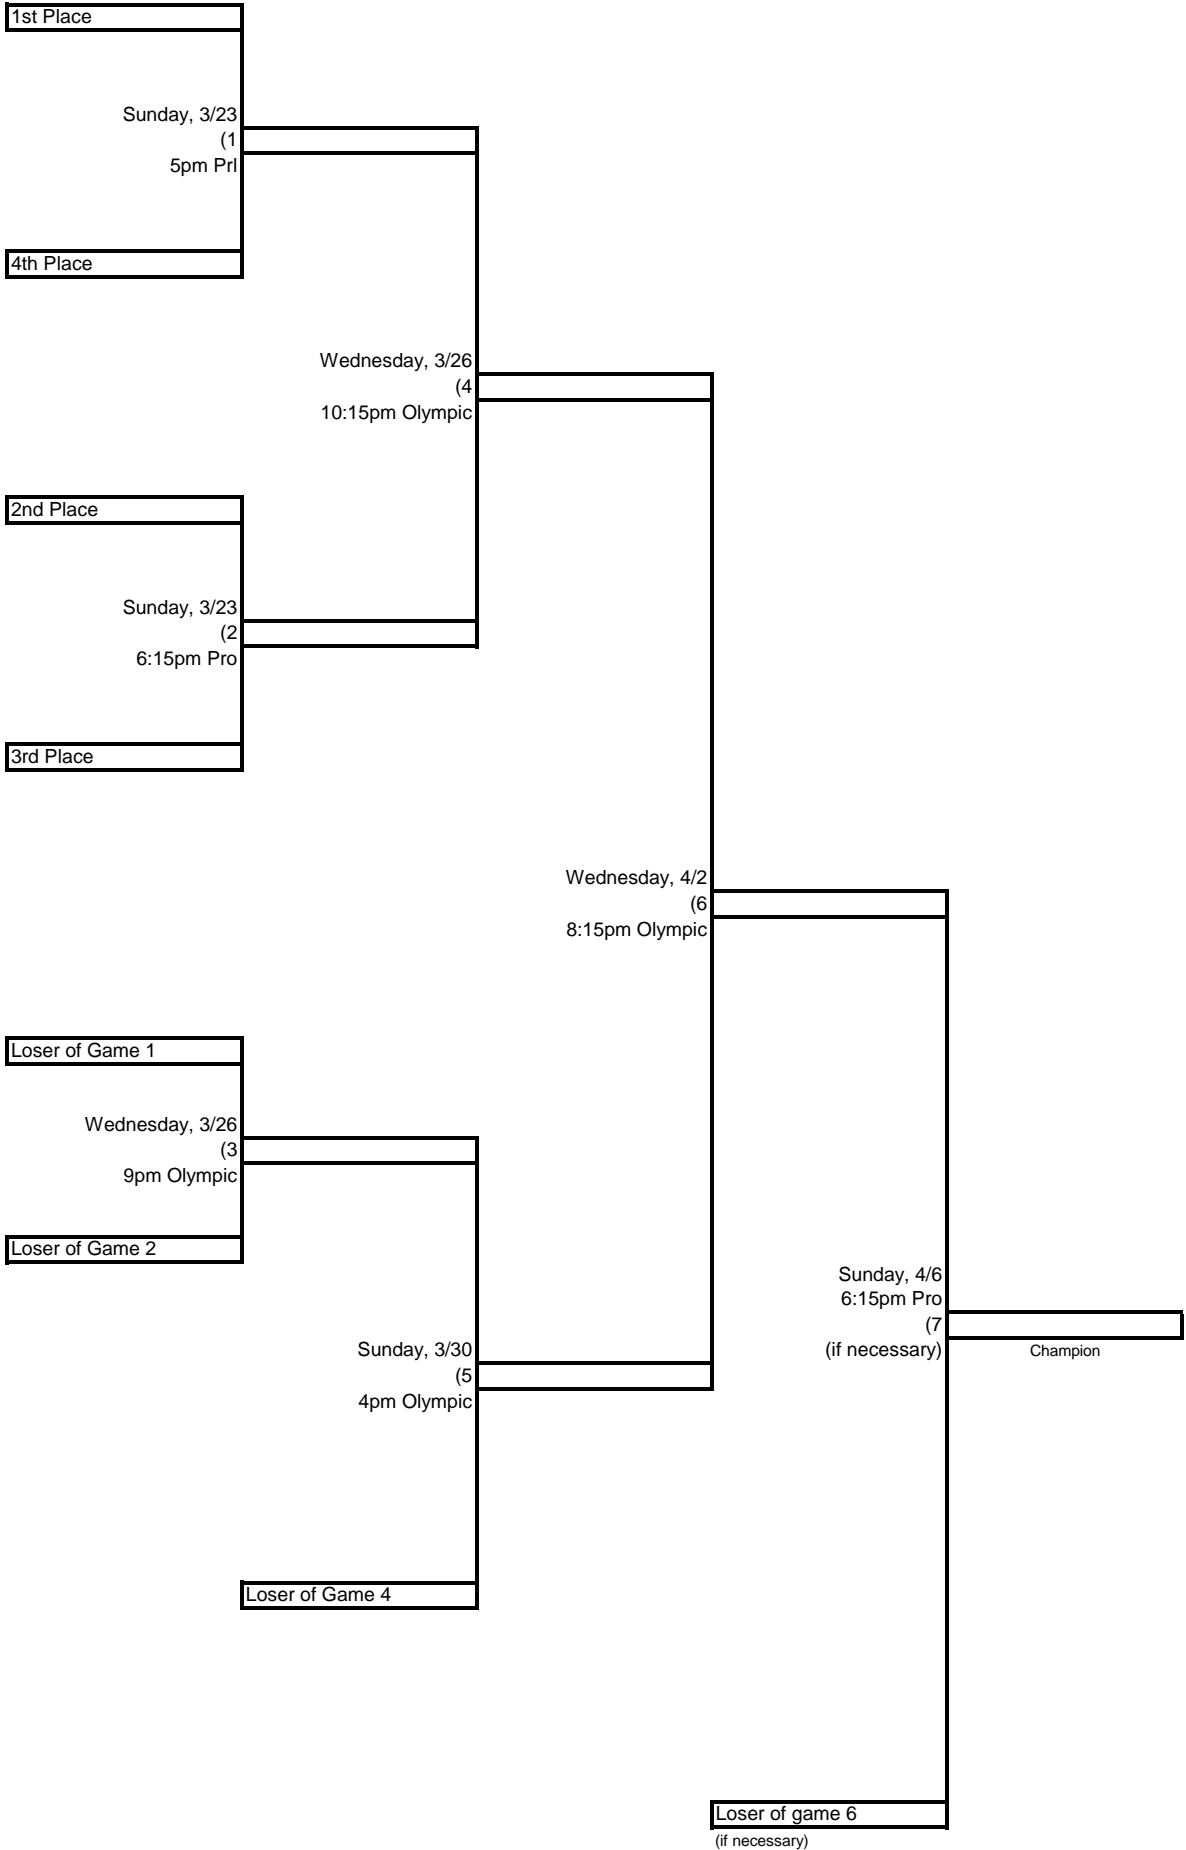 1st Place
Sunday, 3/23
(1
5pm Prl
4th Place
Wednesday, 3/26
(4
10:15pm Olympic
2nd Place
Sunday, 3/23
(2
6:15pm Pro
3rd Place
Wednesday, 4/2
(6
8:15pm Olympic
Loser of Game 1
Wednesday, 3/26
(3
9pm Olympic
Loser of Game 2
Sunday, 4/6
6:15pm Pro
(7
(if necessary)
Champion
Sunday, 3/30
(5
4pm Olympic
Loser of Game 4
Loser of game 6
(if necessary)